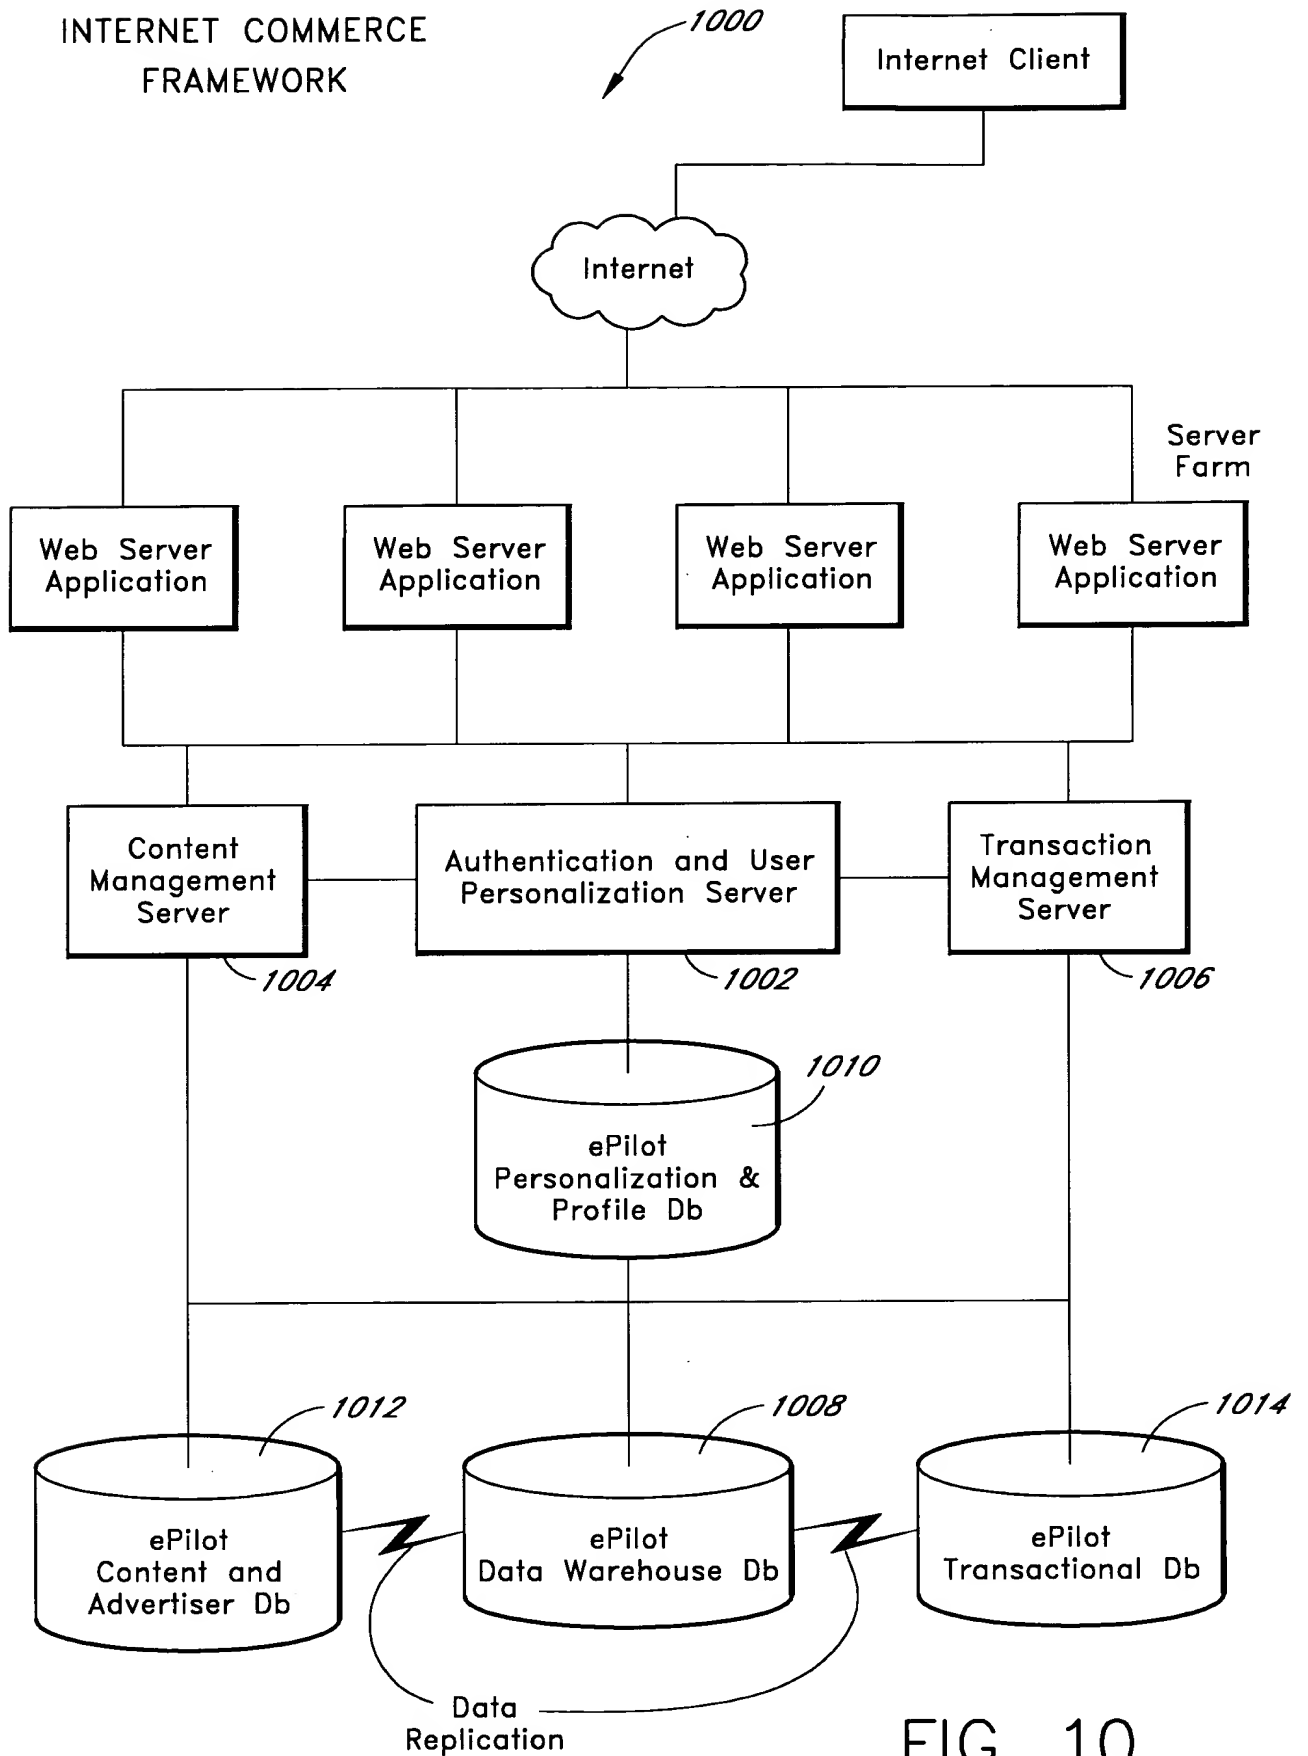 INTERNET COMMERCE
FRAMEWORK
1000
Internet Client
Internet
Server
Farm
Web Server
Application
Web Server
Application
Web Server
Application
Web Server
Application
Content
Management
Server
1004
Authentication and User
Personalization Server
1002
Transaction
Management
Server
1006
1010
ePilot
Personalization &
Profile Db
1012
ePilot
Content and
Advertiser Db
1008
ePilot
Data Warehouse Db
1014
ePilot
Transactional Db
Data
Replication
FIG. 10